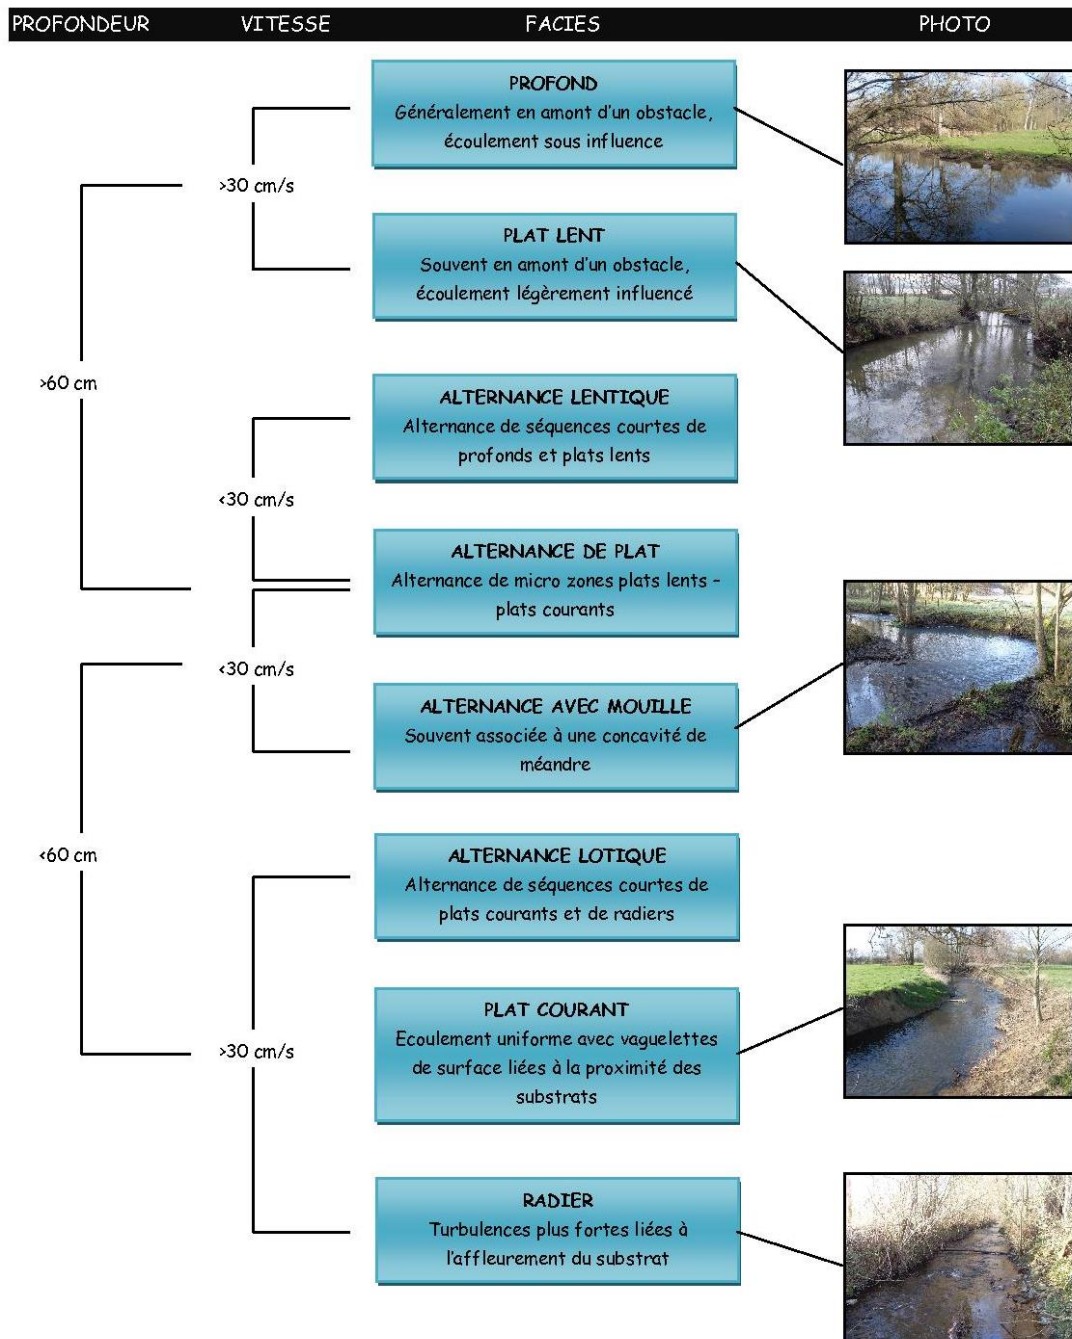 PROFONDEUR VITESSE FACIES PHOTO
PROFOND
Généralement en amont d'un obstacle,
écoulement sous influence
>30 cm/s
PLAT LENT
Souvent en amont d'un obstacle,
écoulement légèrement influencé
>60 cm
ALTERNANCE LENTIQUE
Alternance de séquences courtes de
profonds et plats lents
<30 cm/s
ALTERNANCE DE PLAT
Alternance de micro zones plats lents -
plats courants
<30 cm/s
ALTERNANCE AVEC MOUILLE
Souvent associée à une concavité de
méandre
<60 cm
ALTERNANCE LOTIQUE
Alternance de séquences courtes de
plats courants et de radiers
>30 cm/s
PLAT COURANT
Ecoulement uniforme avec vaguelettes
de surface liées à la proximité des
substrats
RADIER
Turbulences plus fortes liées à
l'affleurement du substrat